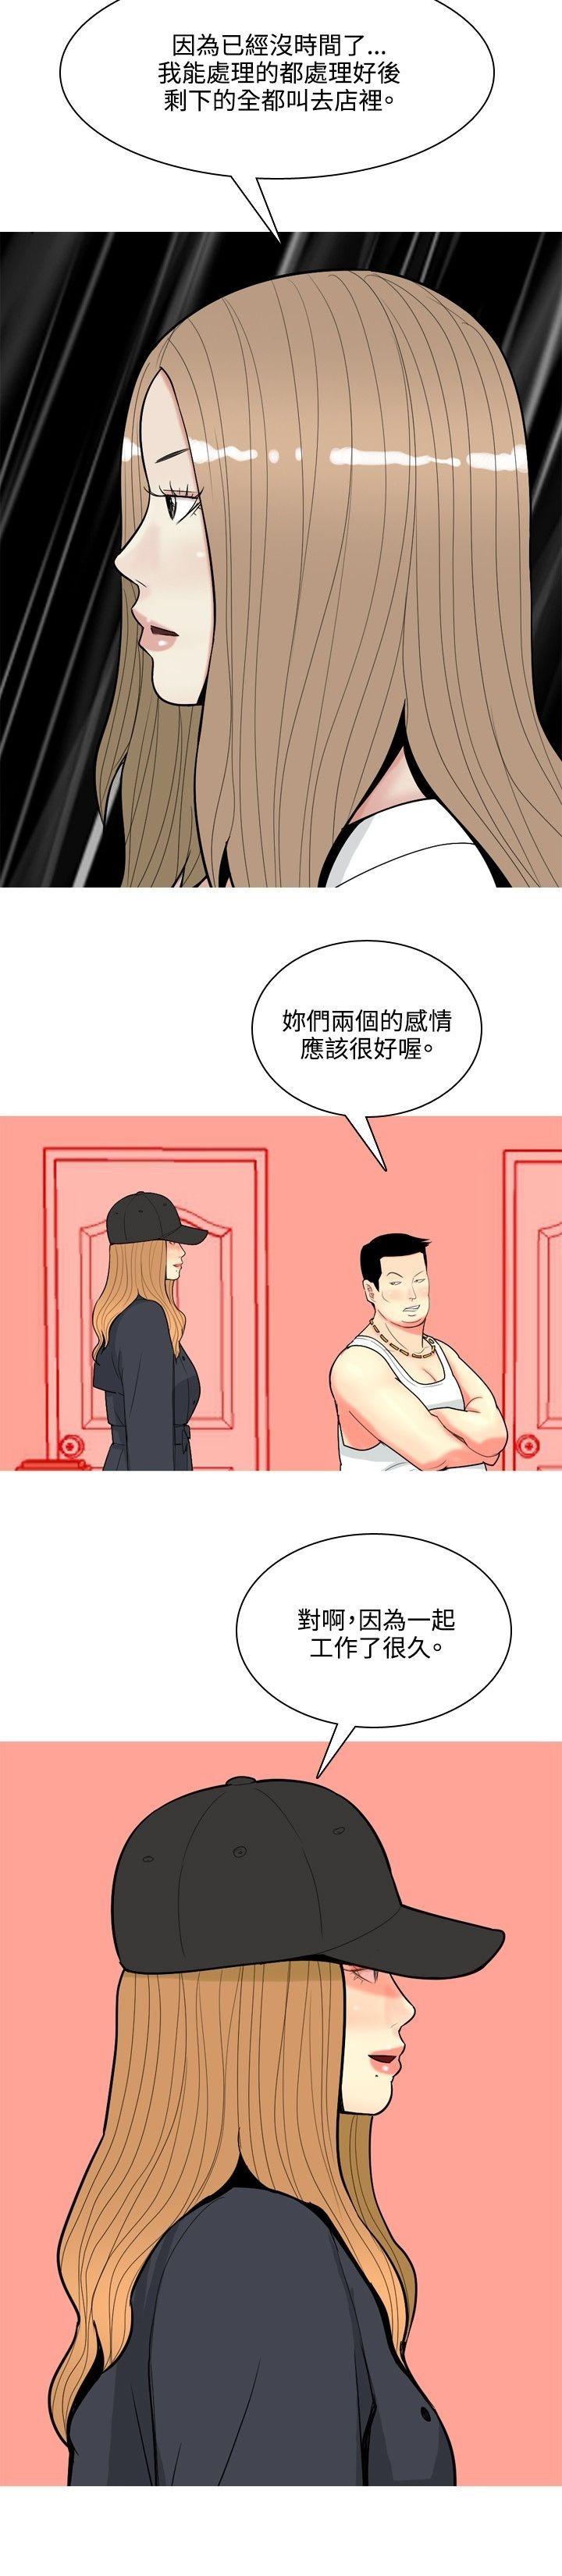 因為已經沒時間了...
我能處理的都處理好後
剩下的全都叫去店裡。
妳們兩個的感情
應該很好喔。
對啊，因為一起
工作了很久。